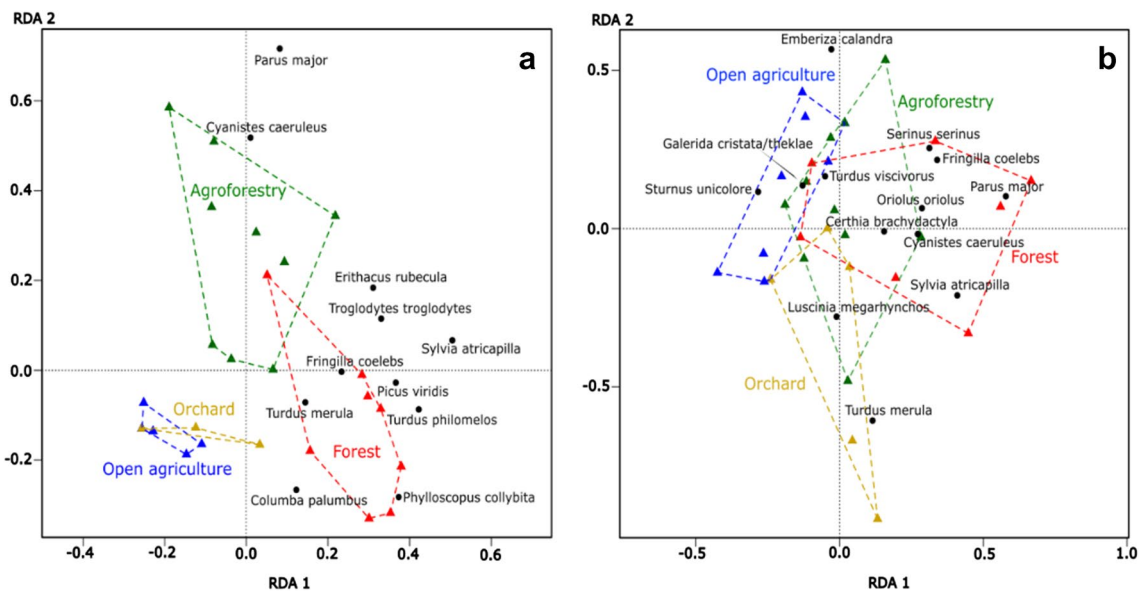 RDA 2
a
Parus major
0.6
Cyanistes caeruleus
Agroforestry
0.4
Erithacus rubecula
0.2
Troglodytes troglodytes
Sylvia atricapilla
Fringilla coelebs
0.0
Picus viridis
Turdus merula
Turdus philomelos
Orchard
Forest
Open agriculture
-0.2
Columba palumbus
Phylloscopus collybita
-0.4 -0.2 0.0 0.2 0.4 0.6
RDA 1
RDA 2
b
Emberiza calandra
0.5
Open agriculture
Agroforestry
Serinus serinus
Galerida cristata/theklae
Fringilla coelebs
Turdus viscivorus
Sturnus unicolore
Parus major
Oriolus oriolus
Certhia brachydactyla
0.0
Cyanistes caeruleus
Forest
Sylvia atricapilla
Luscinia megarhynchos
-0.5
Orchard
Turdus merula
-0.5 0.0 0.5 1.0
RDA 1